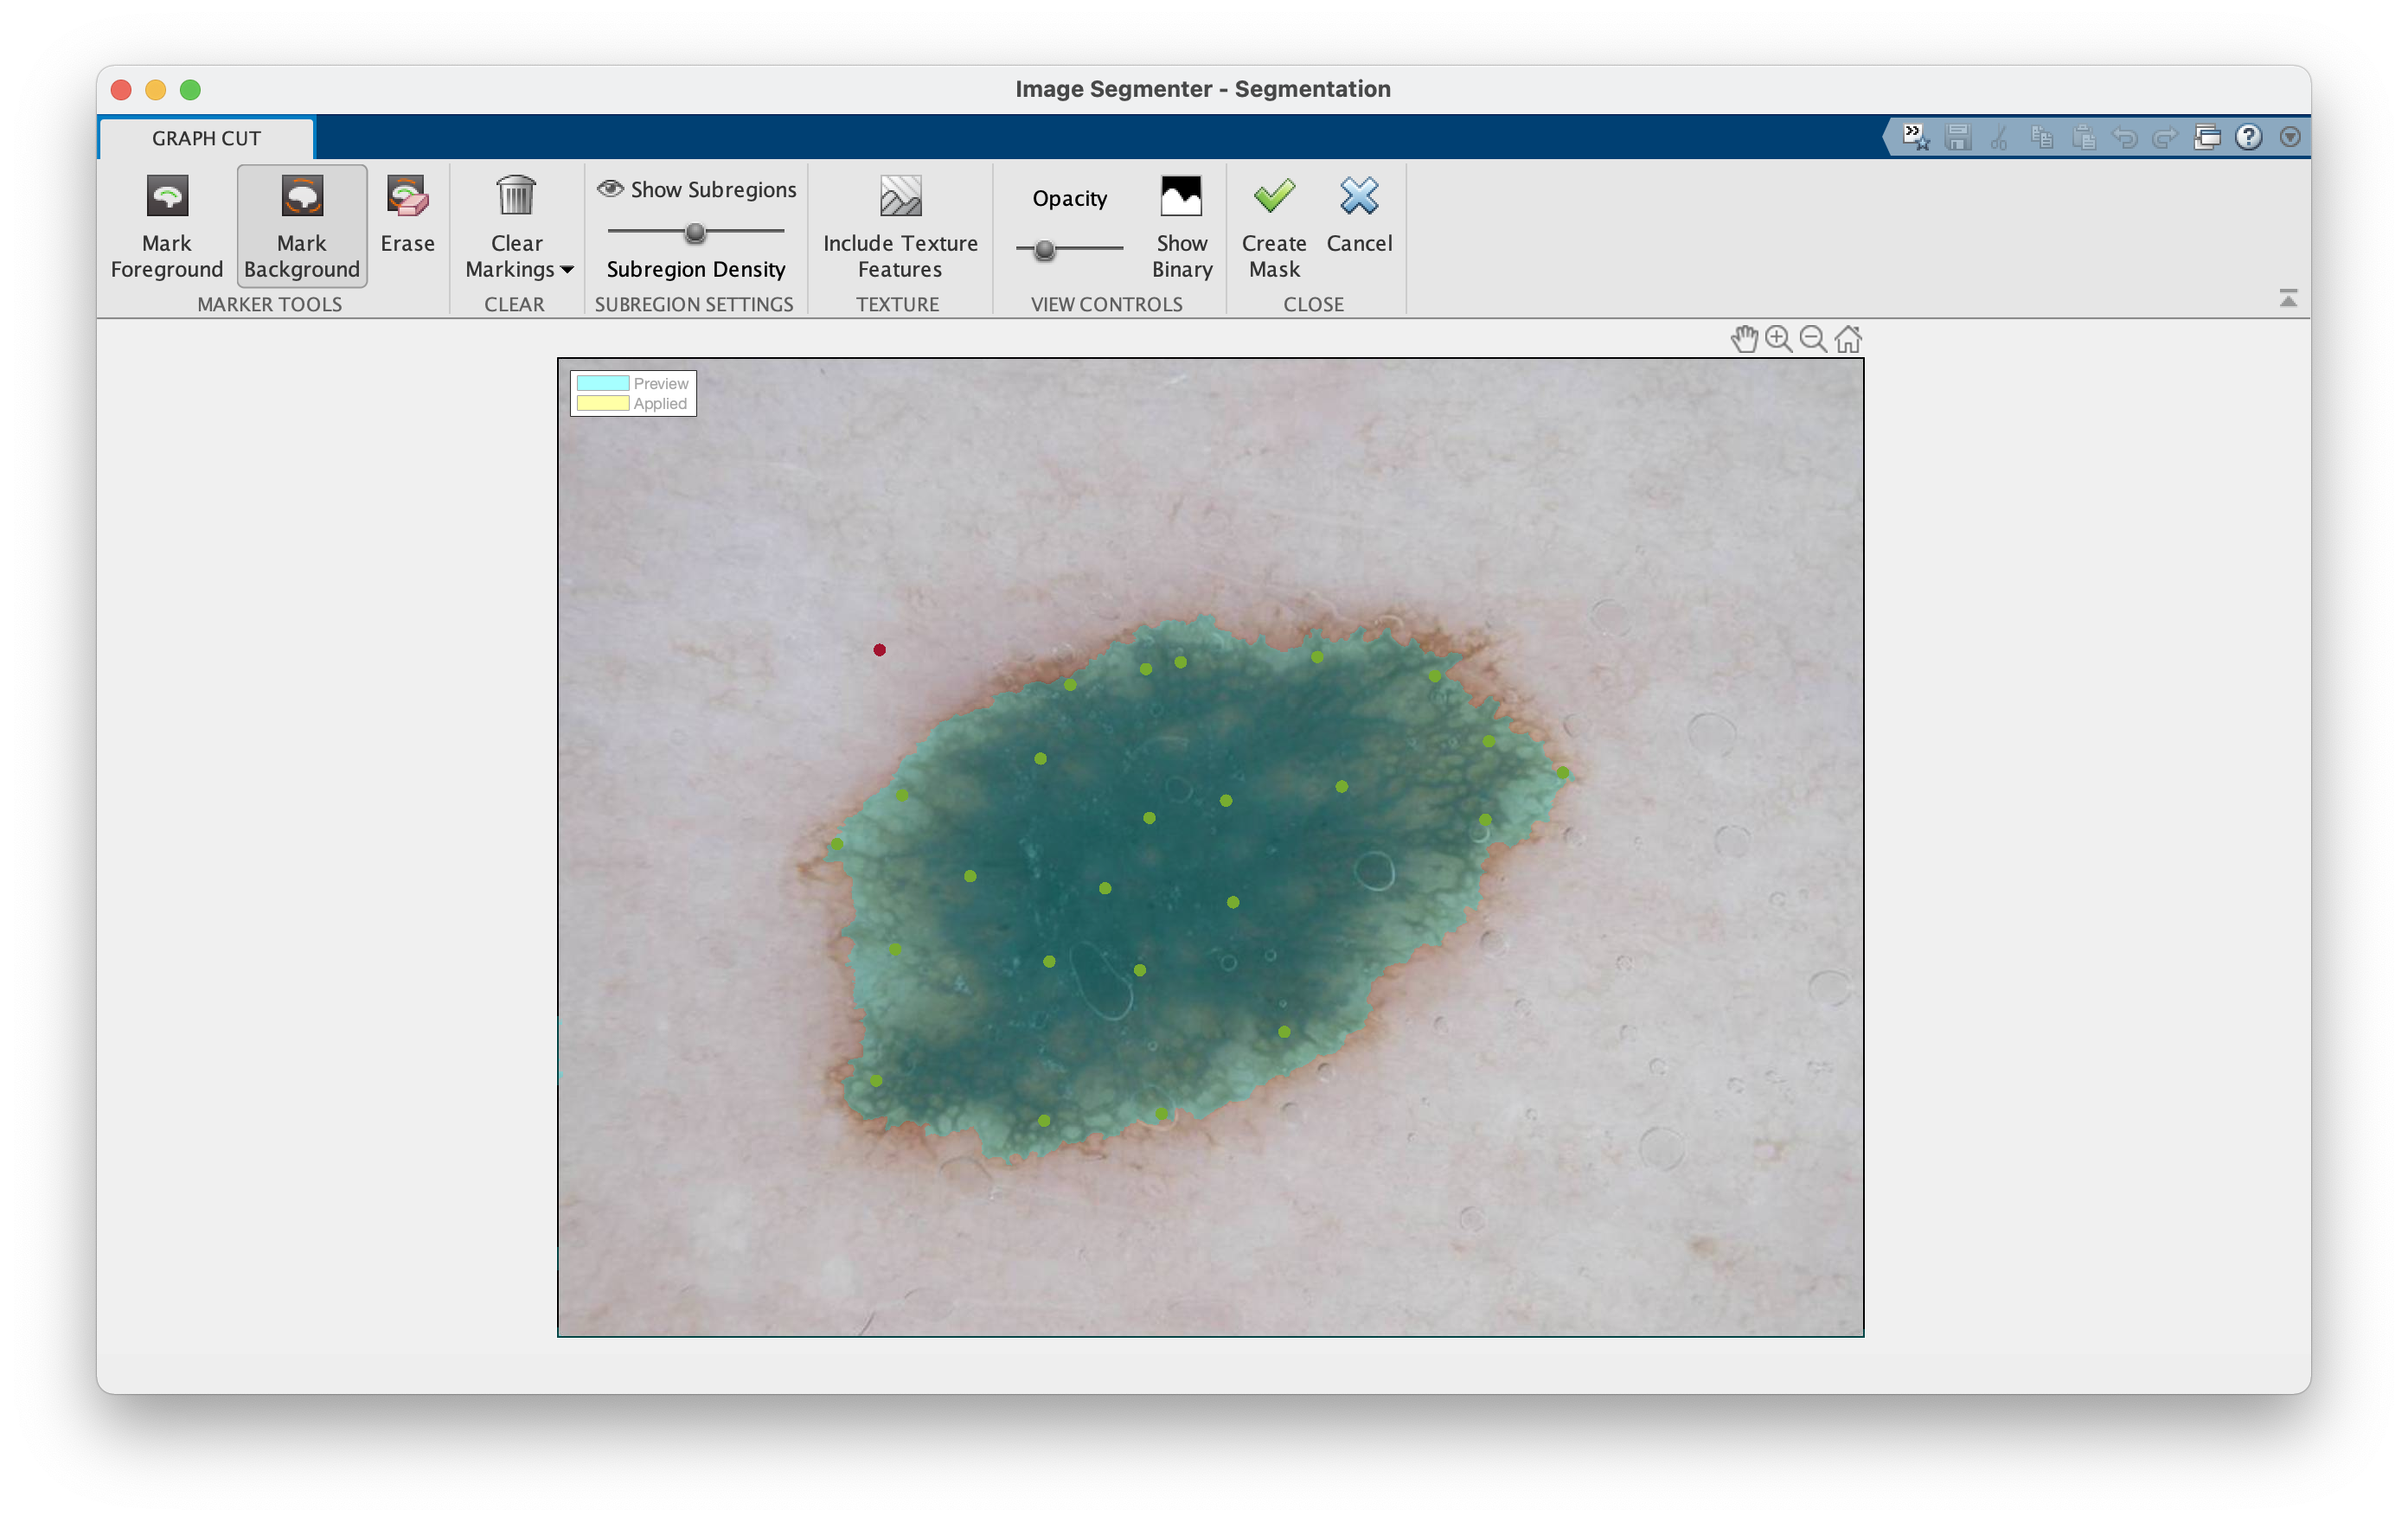 Image Segmenter - Segmentation
GRAPH CUT
Mark
Foreground
Mark
Background
Erase
MARKER TOOLS
Clear
Markings
CLEAR
Show Subregions
Subregion Density
SUBREGION SETTINGS
Include Texture
Features
TEXTURE
Opacity
Show
Binary
VIEW CONTROLS
Create
Mask
Cancel
CLOSE
Preview
Applied